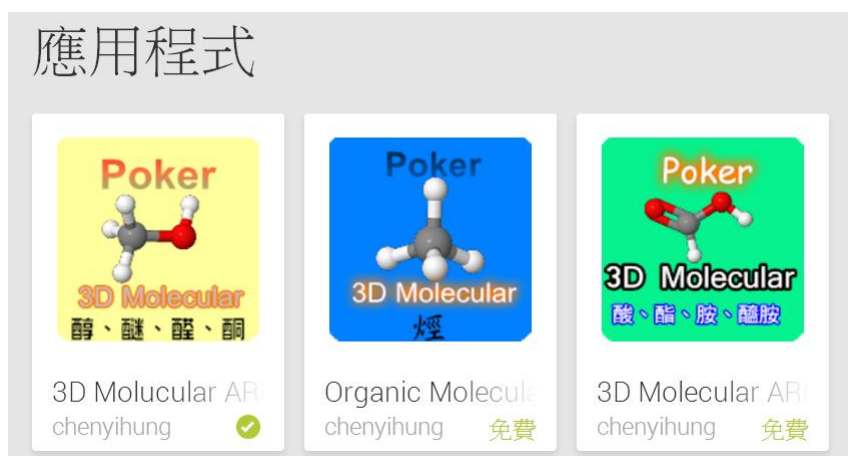 應用程式
Poker
3D Molecular
醇、醚、醛、酮
3D Molucular AR
chenyihung
Poker
3D Molecular
烴
Organic Molecula
chenyihung 免費
Poker
3D Molecular
酸、酯、胺、醯胺
3D Molecular AR
chenyihung 免費